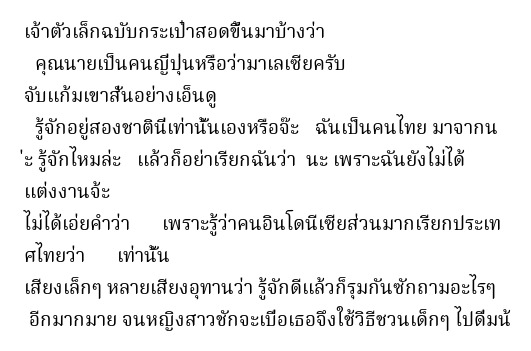 เจ้าตัวเล็กฉบับกระเป๋าสอดขึ้นมาบ้างว่า
คุณนายเป็นคนญี่ปุ่นหรือว่ามาเลเซียครับ
จับแก้มเขาสั่นอย่างเอ็นดู
รู้จักอยู่สองชาตินี้เท่านั้นเองหรือจ๊ะ ฉันเป็นคนไทย มาจากน
่ะ รู้จักไหมล่ะ แล้วก็อย่าเรียกฉันว่า นะ เพราะฉันยังไม่ได้
แต่งงานจ้ะ
ไม่ได้เอ่ยคำว่า เพราะรู้ว่าคนอินโดนีเซียส่วนมากเรียกประเท
ศไทยว่า เท่านั้น
เสียงเล็กๆ หลายเสียงอุทานว่า รู้จักดีแล้วก็รุมกันซักถามอะไรๆ
อีกมากมาย จนหญิงสาวชักจะเบื่อเธอจึงใช้วิธีชวนเด็กๆ ไปดื่มน้